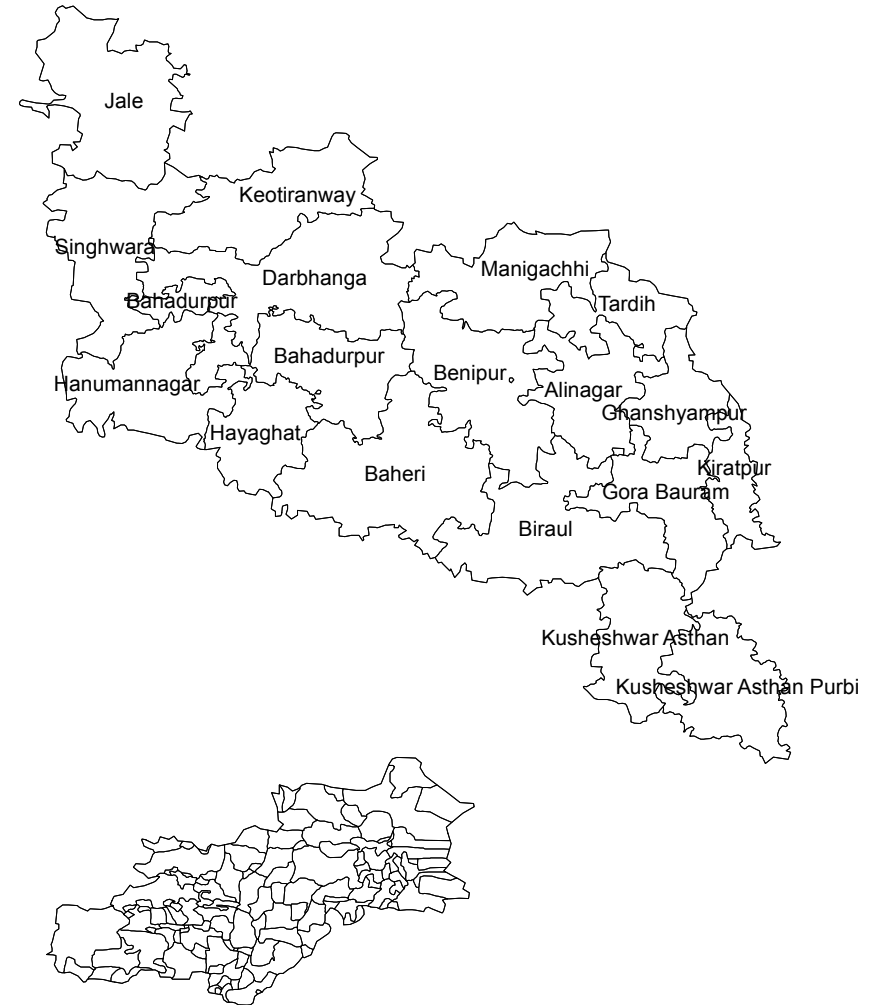 Jale
Keotiranway
Singhwara
Manigachhi
Darbhanga
Bahadurpur
Tardih
Bahadurpur
Benipur
Hanumannagar
Alinagar
Ghanshyampur
Hayaghat
Kiratpur
Baheri
Gora Bauram
Biraul
Kusheshwar Asthan
Kusheshwar Asthan Purbi